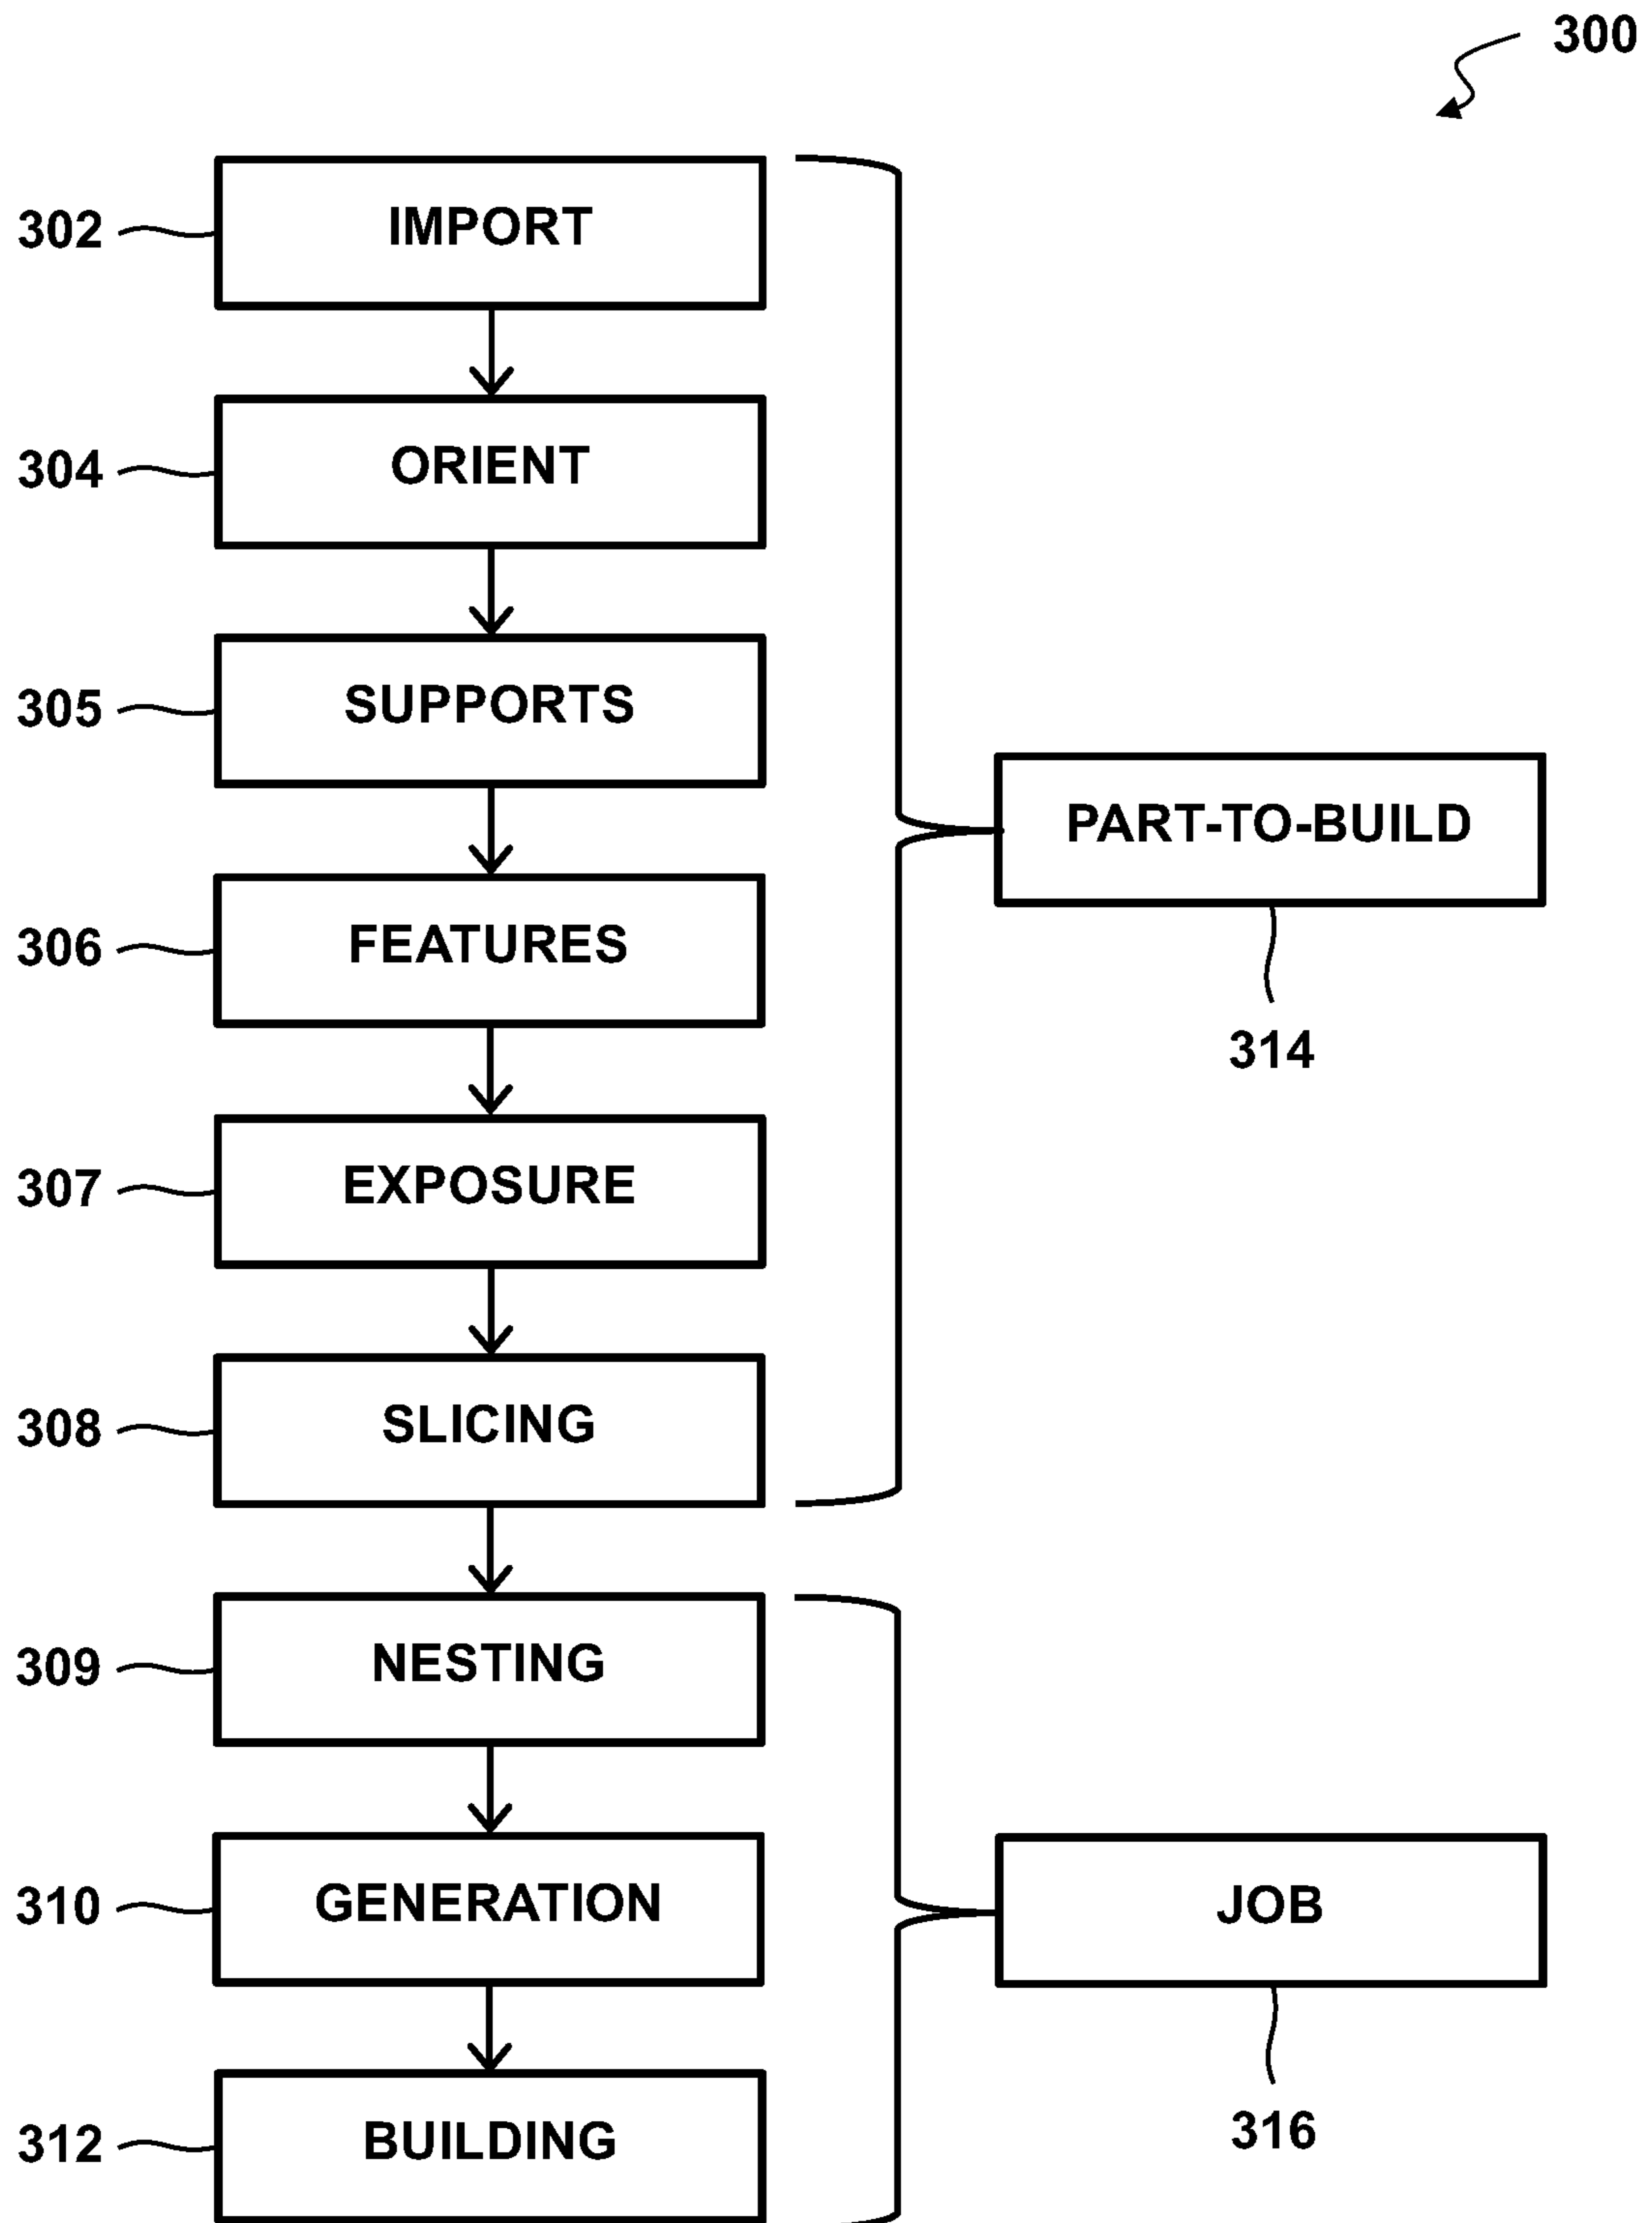 300
302
IMPORT
304
ORIENT
305
SUPPORTS
PART-TO-BUILD
306
FEATURES
314
307
EXPOSURE
308
SLICING
309
NESTING
310
GENERATION
JOB
312
BUILDING
316